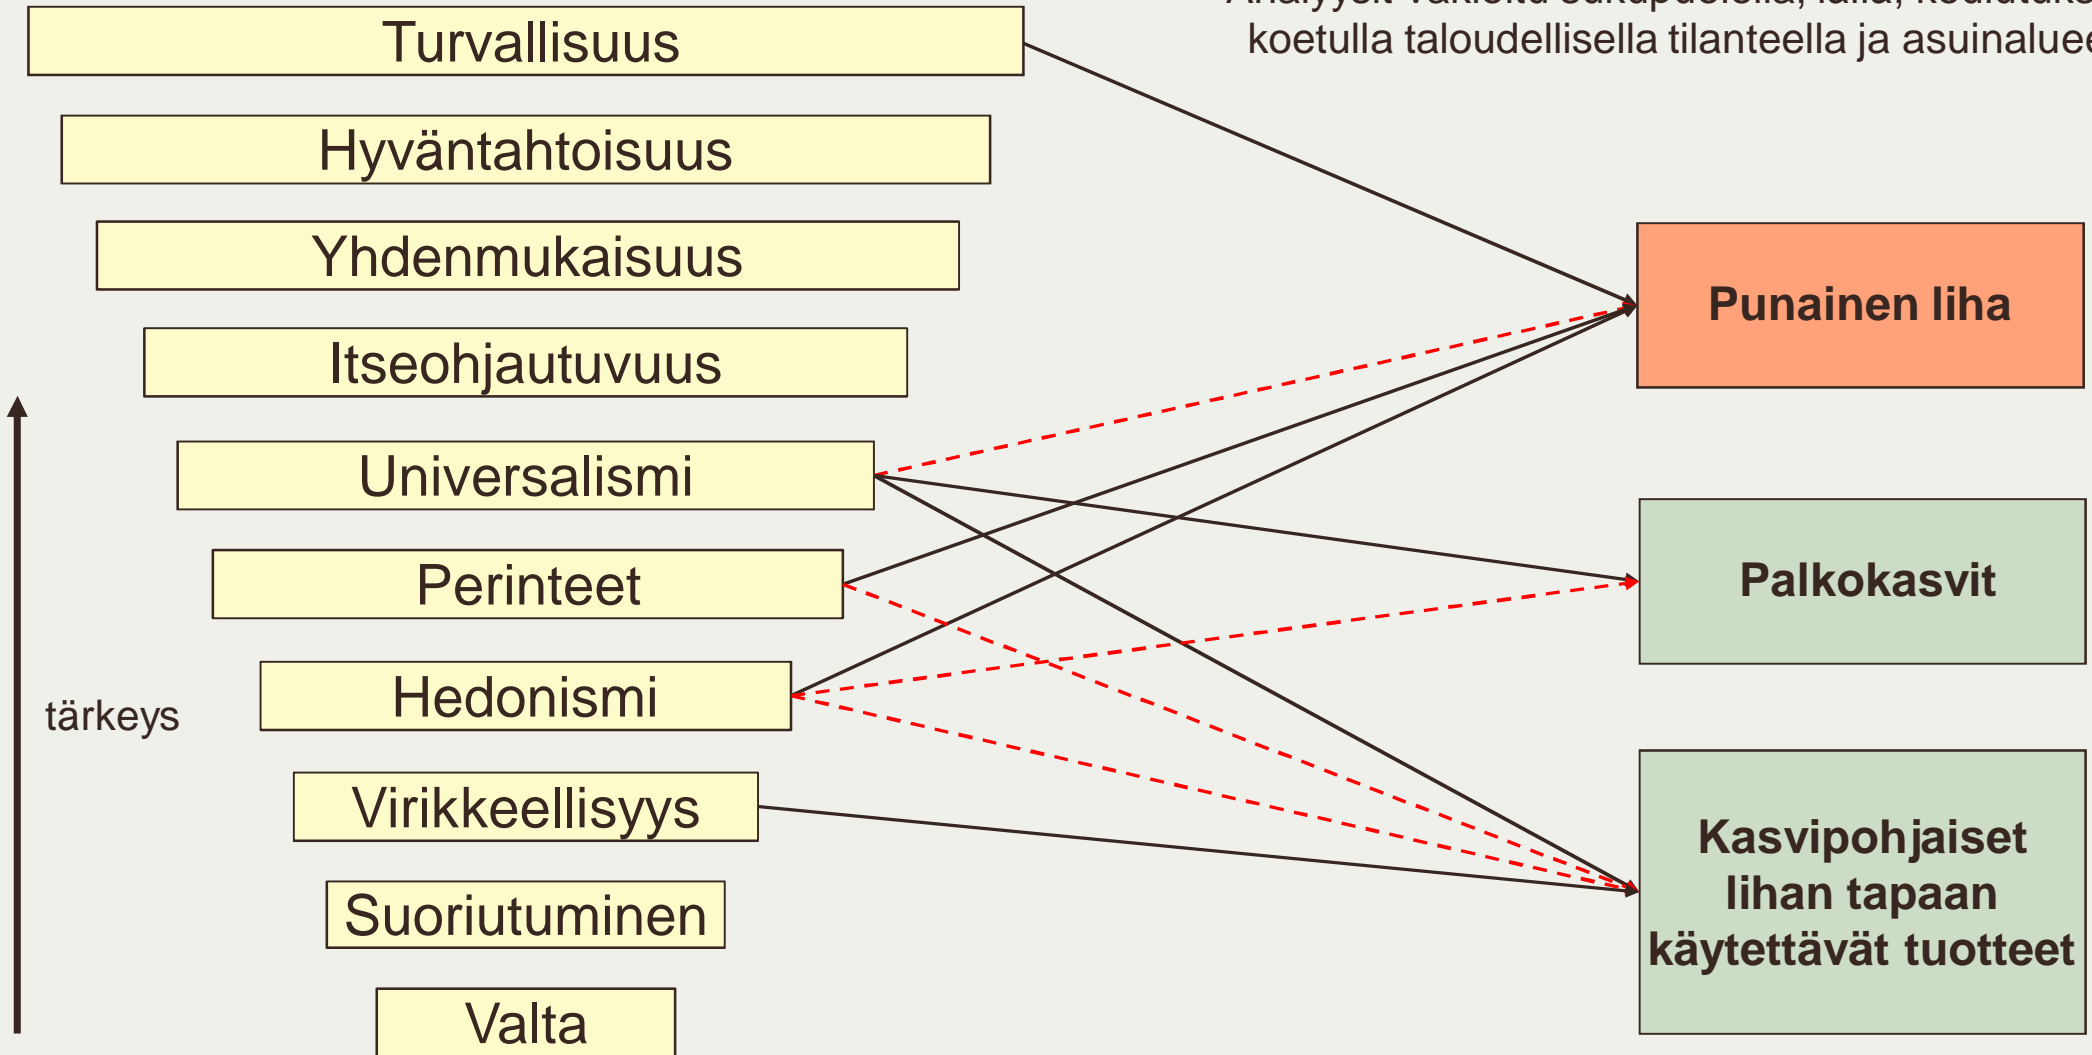 koetulla taloudellisella tilanteella ja
Turvallisuus
Hyväntahtoisuus
Yhdenmukaisuus
Itseohjautuvuus
Universalismi
Perinteet
Hedonismi
Virikkeellisyys
Suoriutuminen
Valta
tärkeys
Punainen liha
Palkokasvit
Kasvipohjaiset
lihan tapaan
käytettävät tuotteet